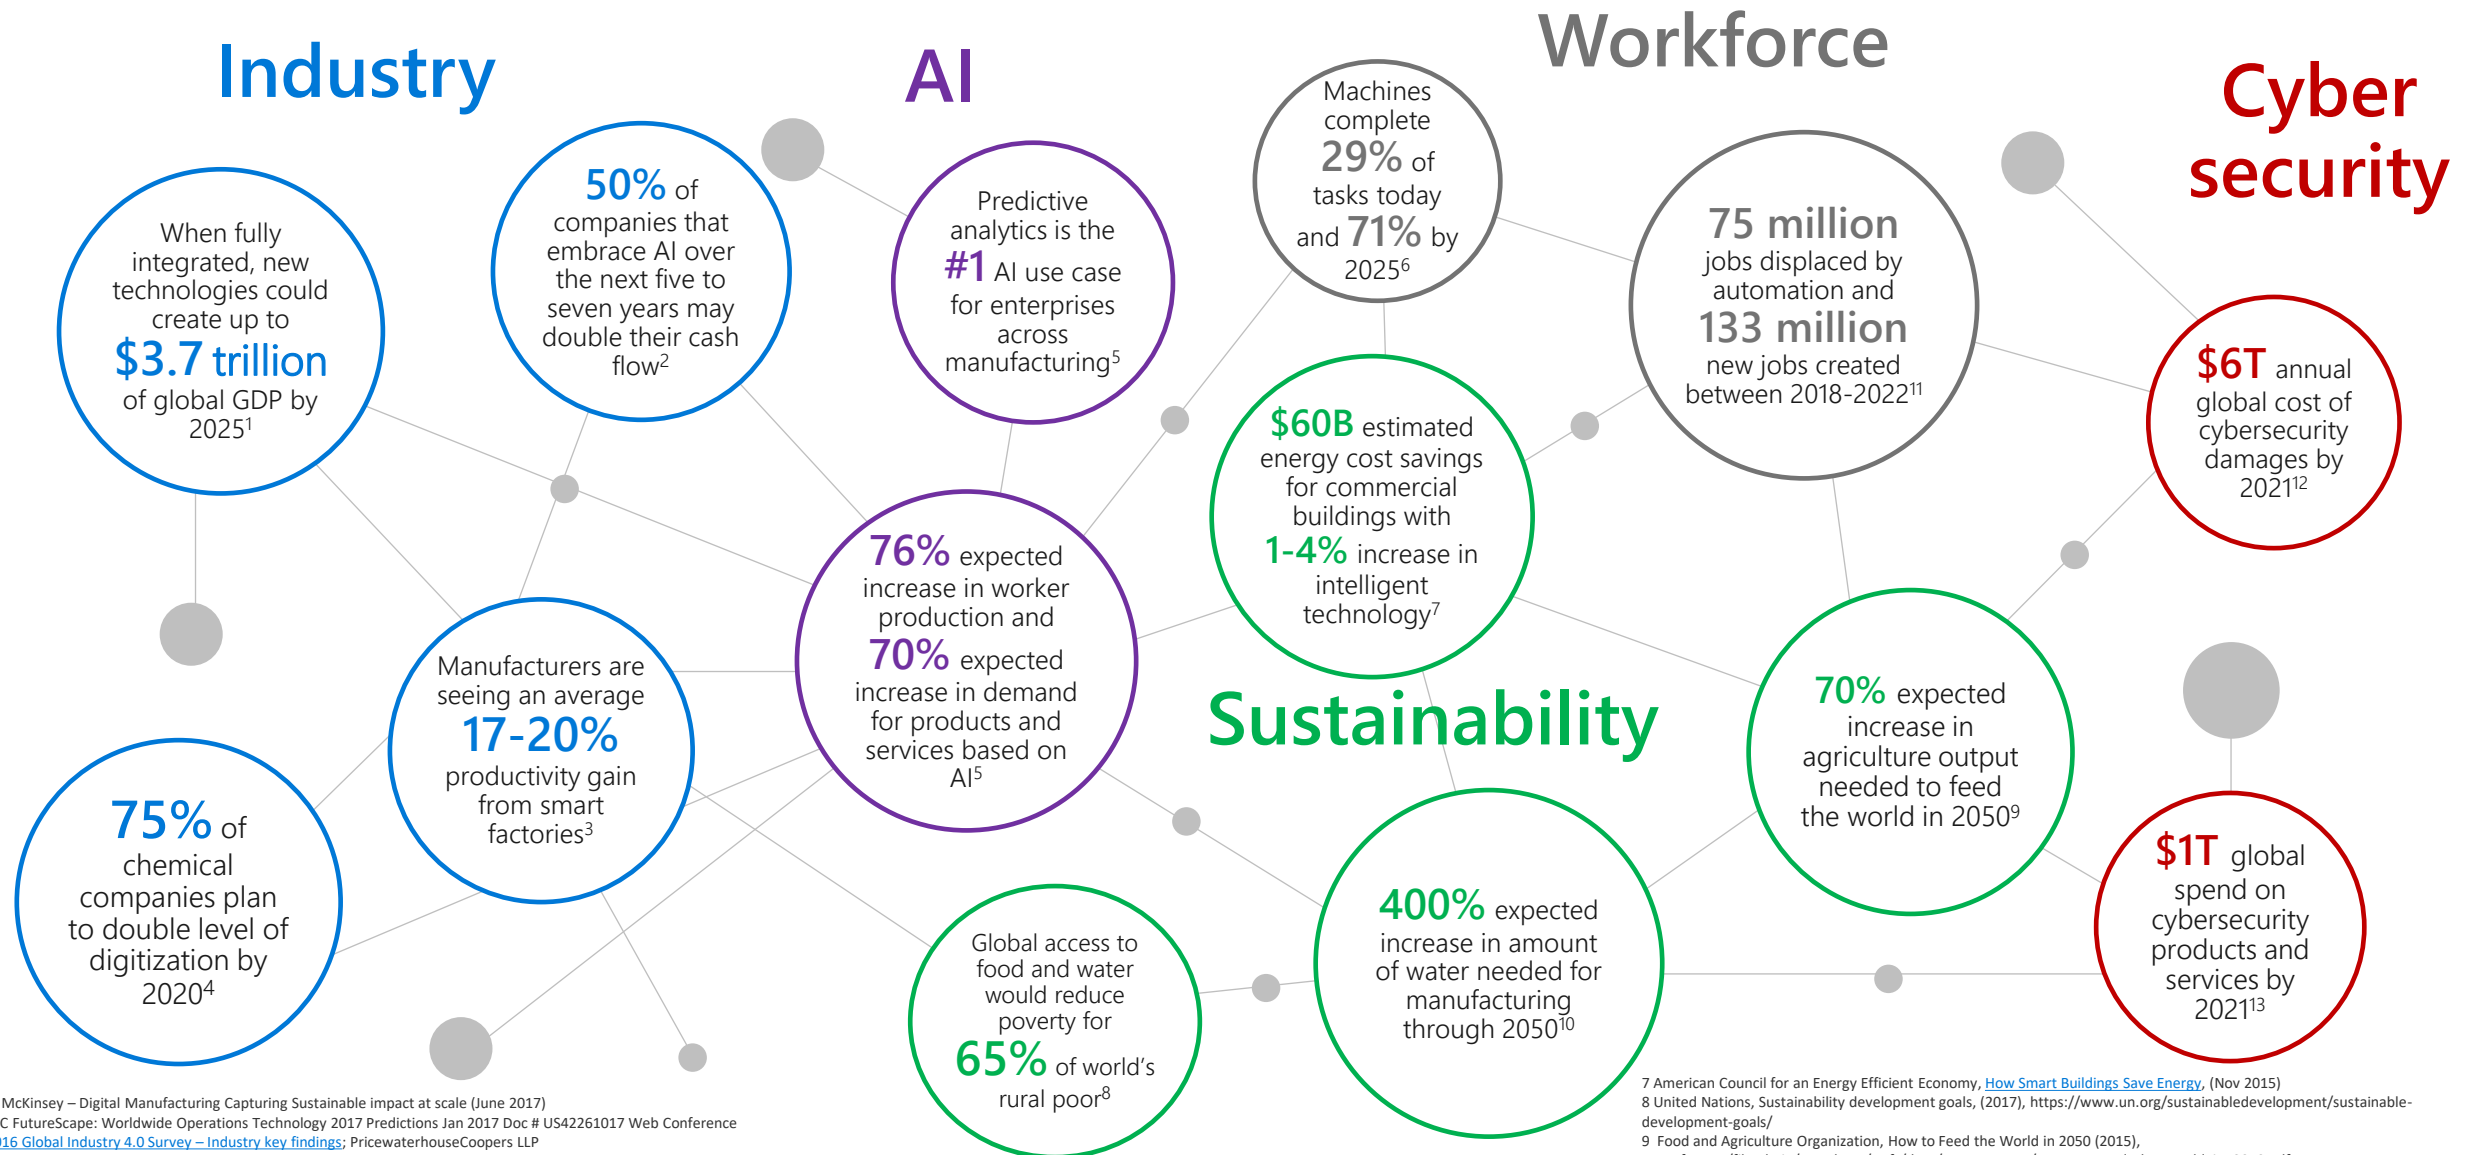 Industry
When fully
integrated, new
technologies could
create up to
$3.7 trillion
of global GDP by
2025¹
50% of
companies that
embrace AI over
the next five to
seven years may
double their cash
flow²
Manufacturers are
seeing an average
17-20%
productivity gain
from smart
factories³
75% of
chemical
companies plan
to double level of
digitization by
2020⁴
AI
Predictive
analytics is the
#1 AI use case
for enterprises
across
manufacturing⁵
76% expected
increase in worker
production and
70% expected
increase in demand
for products and
services based on
AI⁵
Workforce
Machines
complete
29% of
tasks today
and 71% by
2025⁶
75 million
jobs displaced by
automation and
133 million
new jobs created
between 2018-2022¹¹
Sustainability
$60B estimated
energy cost savings
for commercial
buildings with
1-4% increase in
intelligent
technology⁷
70% expected
increase in
agriculture output
needed to feed
the world in 2050⁹
400% expected
increase in amount
of water needed for
manufacturing
through 2050¹⁰
Global access to
food and water
would reduce
poverty for
65% of world's
rural poor⁸
Cyber
security
$6T annual
global cost of
cybersecurity
damages by
2021¹²
$1T global
spend on
cybersecurity
products and
services by
2021¹³
McKinsey – Digital Manufacturing Capturing Sustainable impact at scale (June 2017)
C FutureScape: Worldwide Operations Technology 2017 Predictions Jan 2017 Doc # US42261017 Web Conference
16 Global Industry 4.0 Survey – Industry key findings; PricewaterhouseCoopers LLP
7 American Council for an Energy Efficient Economy, How Smart Buildings Save Energy, (Nov 2015)
8 United Nations, Sustainability development goals, (2017), https://www.un.org/sustainabledevelopment/sustainable-
development-goals/
9 Food and Agriculture Organization, How to Feed the World in 2050 (2015),